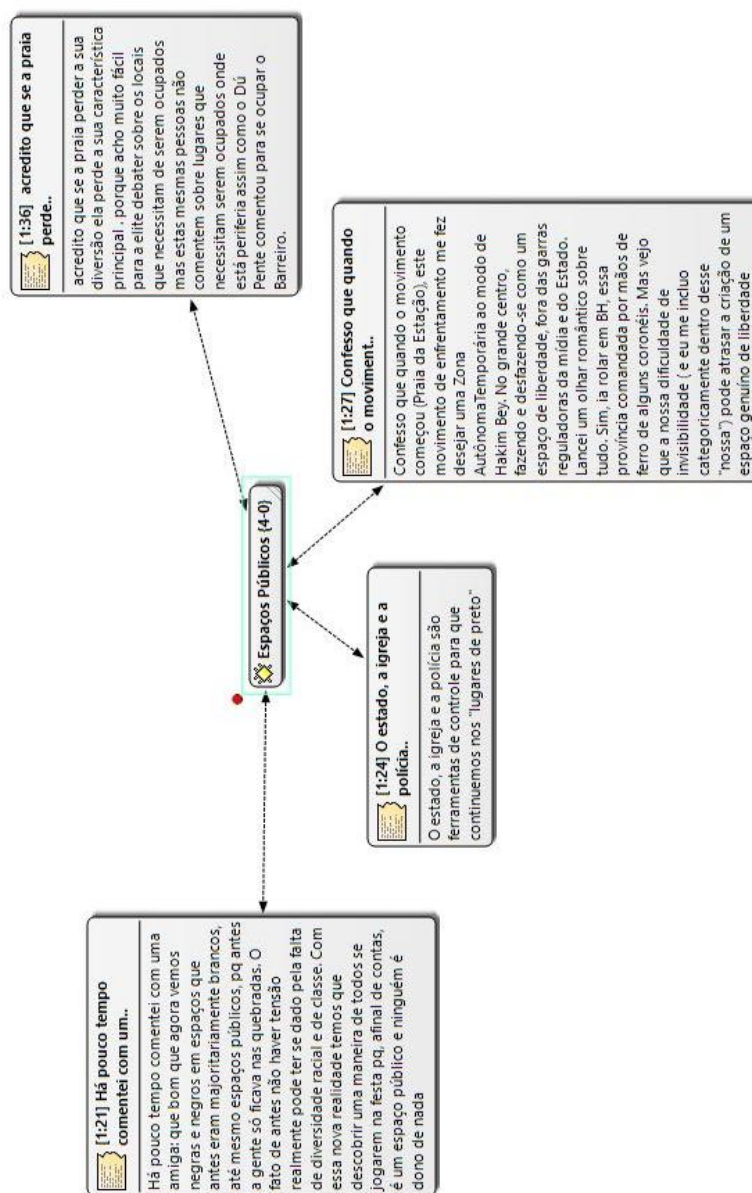 [1:21] Há pouco tempo
comentei com um..
Há pouco tempo comentei com uma
amiga: que bom que agora vemos
negras e negros em espaços que
antes eram majoritariamente brancos,
até mesmo espaços públicos, pq antes
a gente só ficava nas quebradas. O
fato de antes não haver tensão
realmente pode ter se dado pela falta
de diversidade racial e de classe. Com
essa nova realidade temos que
descobrir uma maneira de todos se
jogarem na festa pq, afinal de contas,
é um espaço público e ninguém é
dono de nada
Espaços Públicos {4-0}
[1:24] O estado, a igreja e a
polícia..
O estado, a igreja e a polícia são
ferramentas de controle para que
continuemos nos "lugares de preto"
[1:36] acredito que se a praia
perde..
acredito que se a praia perder a sua
diversão ela perde a sua característica
principal . porque acho muito fácil
para a elite debater sobre os locais
que necessitam de serem ocupados
mas estas mesmas pessoas não
comentem sobre lugares que
necessitam serem ocupados onde
está periferia assim como o Dú
Pente comentou para se ocupar o
Barreiro.
[1:27] Confesso que quando
o moviment..
Confesso que quando o movimento
começou (Praia da Estação), este
movimento de enfrentamento me fez
desejar uma Zona
AutônomaTemporária ao modo de
Hakim Bey. No grande centro,
fazendo e desfazendo-se como um
espaço de liberdade, fora das garras
reguladoras da mídia e do Estado.
Lancei um olhar romântico sobre
tudo. Sim, ia rolar em BH, essa
província comandada por mãos de
ferro de alguns coronéis. Mas vejo
que a nossa dificuldade de
invisibilidade ( e eu me incluo
categoricamente dentro desse
"nossa") pode atrasar a criação de um
espaço genuíno de liberdade